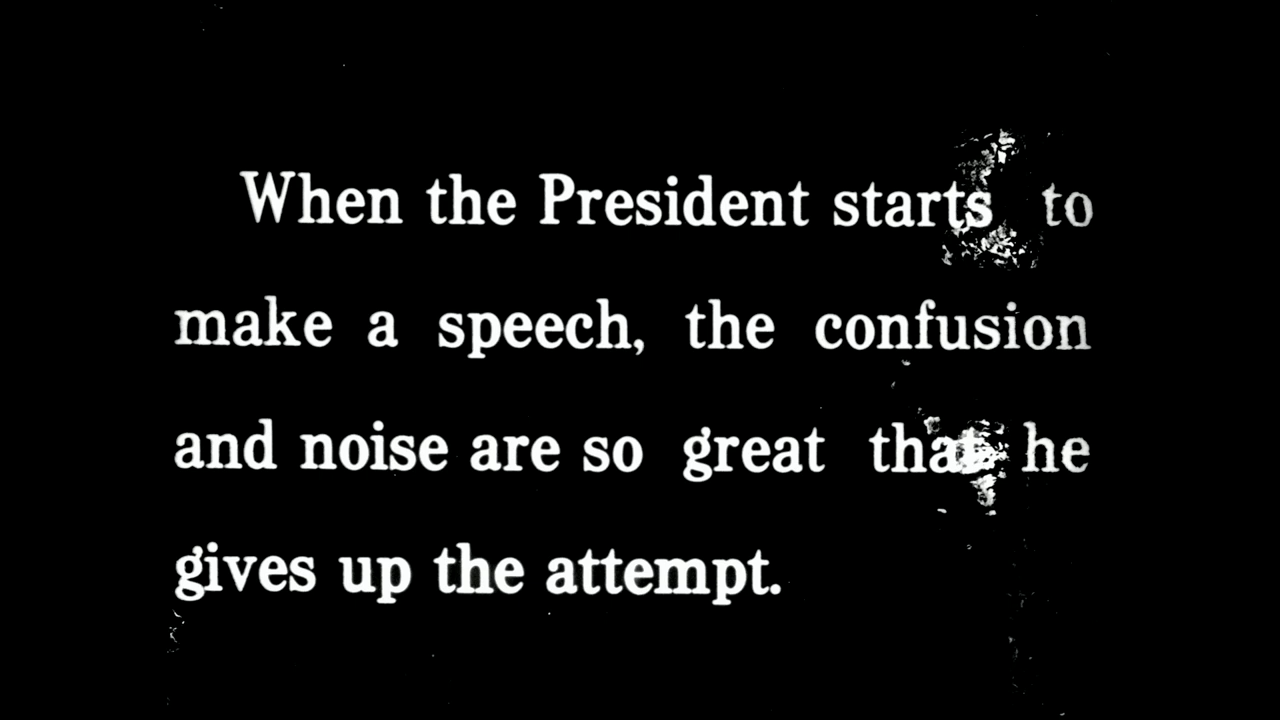 When the President starts to
make a speech, the confusion
and noise are so great that he
gives up the attempt.